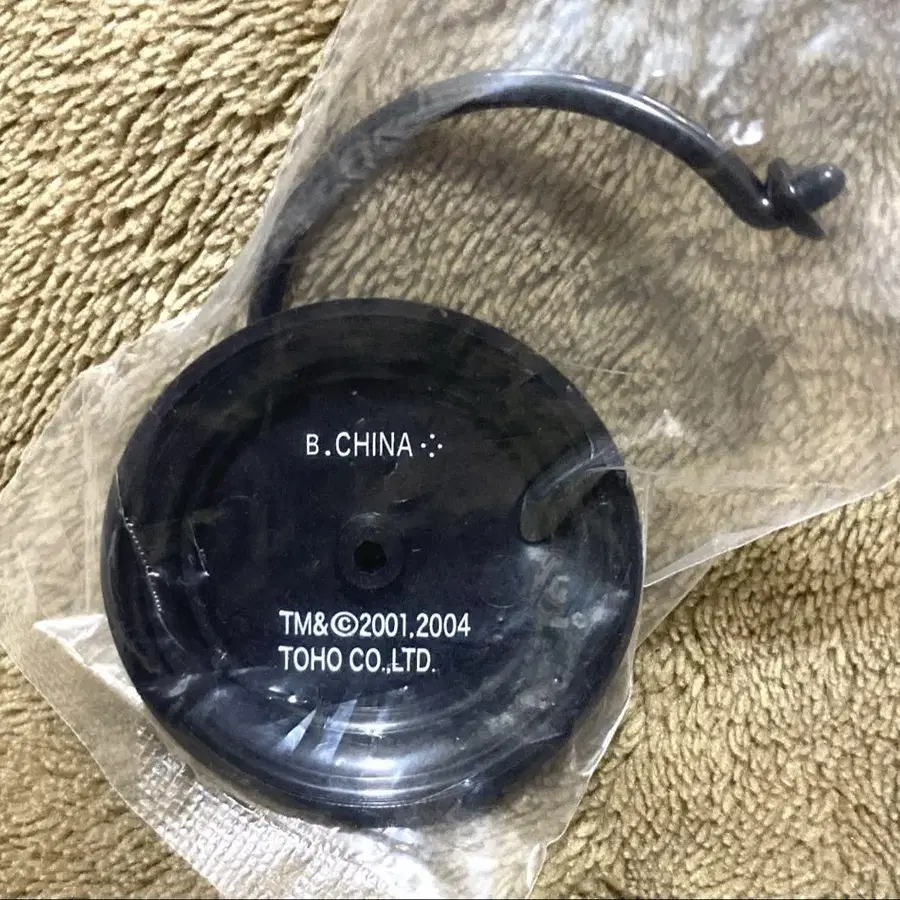 B.CHINA ⁘
TM&©2001,2004
TOHO CO.,LTD.